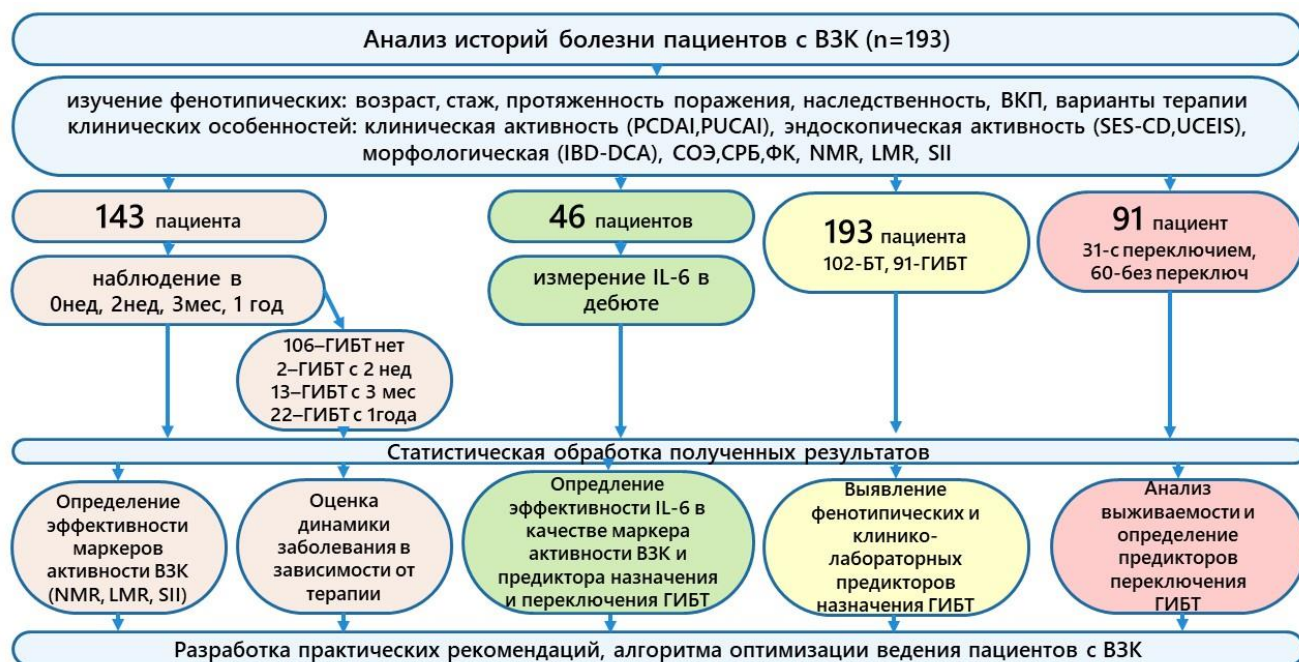 Анализ историй болезни пациентов с ВЗК (n=193)
изучение фенотипических: возраст, стаж, протяженность поражения, наследственность, ВКП, варианты терапии
клинических особенностей: клиническая активность (PCDAI,PUCAI), эндоскопическая активность (SES-CD,UCEIS),
морфологическая (IBD-DCA), СОЭ,СРБ,ФК, NMR, LMR, SII
143 пациента
наблюдение в
0нед, 2нед, 3мес, 1 год
106–ГИБТ нет
2–ГИБТ с 2 нед
13–ГИБТ с 3 мес
22–ГИБТ с 1года
46 пациентов
измерение IL-6 в
дебюте
193 пациента
102-БТ, 91-ГИБТ
91 пациент
31-с переключием,
60-без переключ
Статистическая обработка полученных результатов
Определение
эффективности
маркеров
активности ВЗК
(NMR, LMR, SII)
Оценка
динамики
заболевания в
зависимости от
терапии
Опредление
эффективности IL-6 в
качестве маркера
активности ВЗК и
предиктора назначения
и переключения ГИБТ
Выявление
фенотипических и
клинико-
лабораторных
предикторов
назначения ГИБТ
Анализ
выживаемости и
определение
предикторов
переключения
ГИБТ
Разработка практических рекомендаций, алгоритма оптимизации ведения пациентов с ВЗК